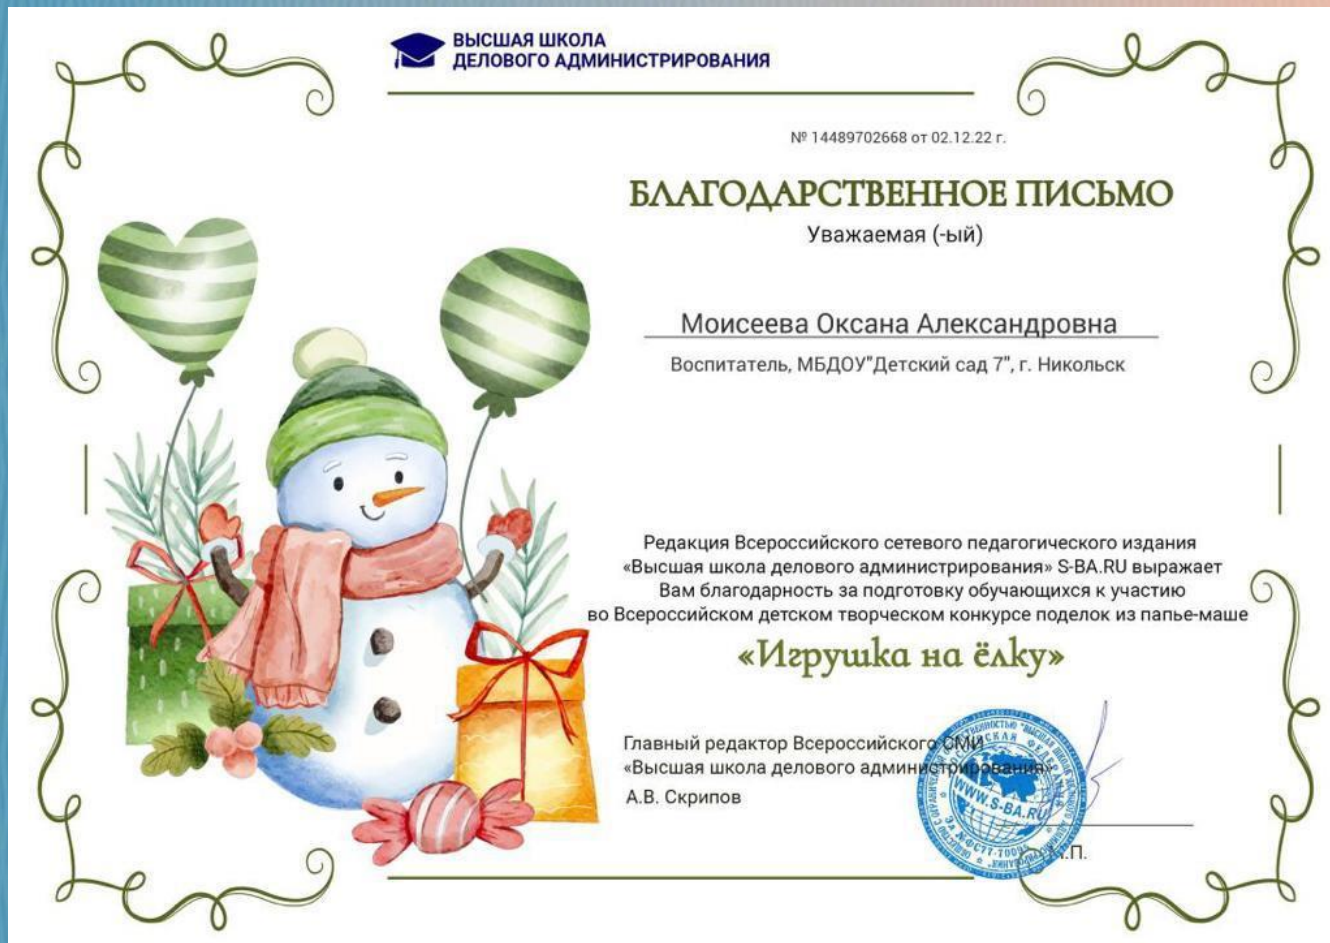 ВЫСШАЯ ШКОЛА
ДЕЛОВОГО АДМИНИСТРИРОВАНИЯ
№ 14489702668 от 02.12.22 г.
БЛАГОДАРСТВЕННОЕ ПИСЬМО
Уважаемая (-ый)
Моисеева Оксана Александровна
Воспитатель, МБДОУ"Детский сад 7", г. Никольск
Редакция Всероссийского сетевого педагогического издания
«Высшая школа делового администрирования» S-BA.RU выражает
Вам благодарность за подготовку обучающихся к участию
во Всероссийском детском творческом конкурсе поделок из папье-маше
«Игрушка на ёлку»
Главный редактор Всероссийского СМИ
«Высшая школа делового администрирования»
А.В. Скрипов
WWW.S-BA.RU
М.П.